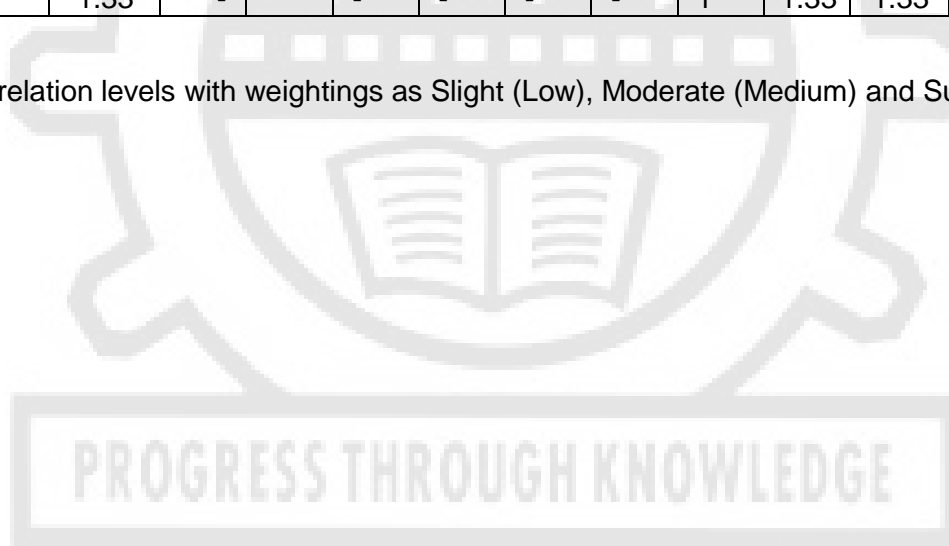 1.33 - - - - - 1 1.33 1.33
relation levels with weightings as Slight (Low), Moderate (Medium) and Su
PROGRESS THROUGH KNOWLEDGE